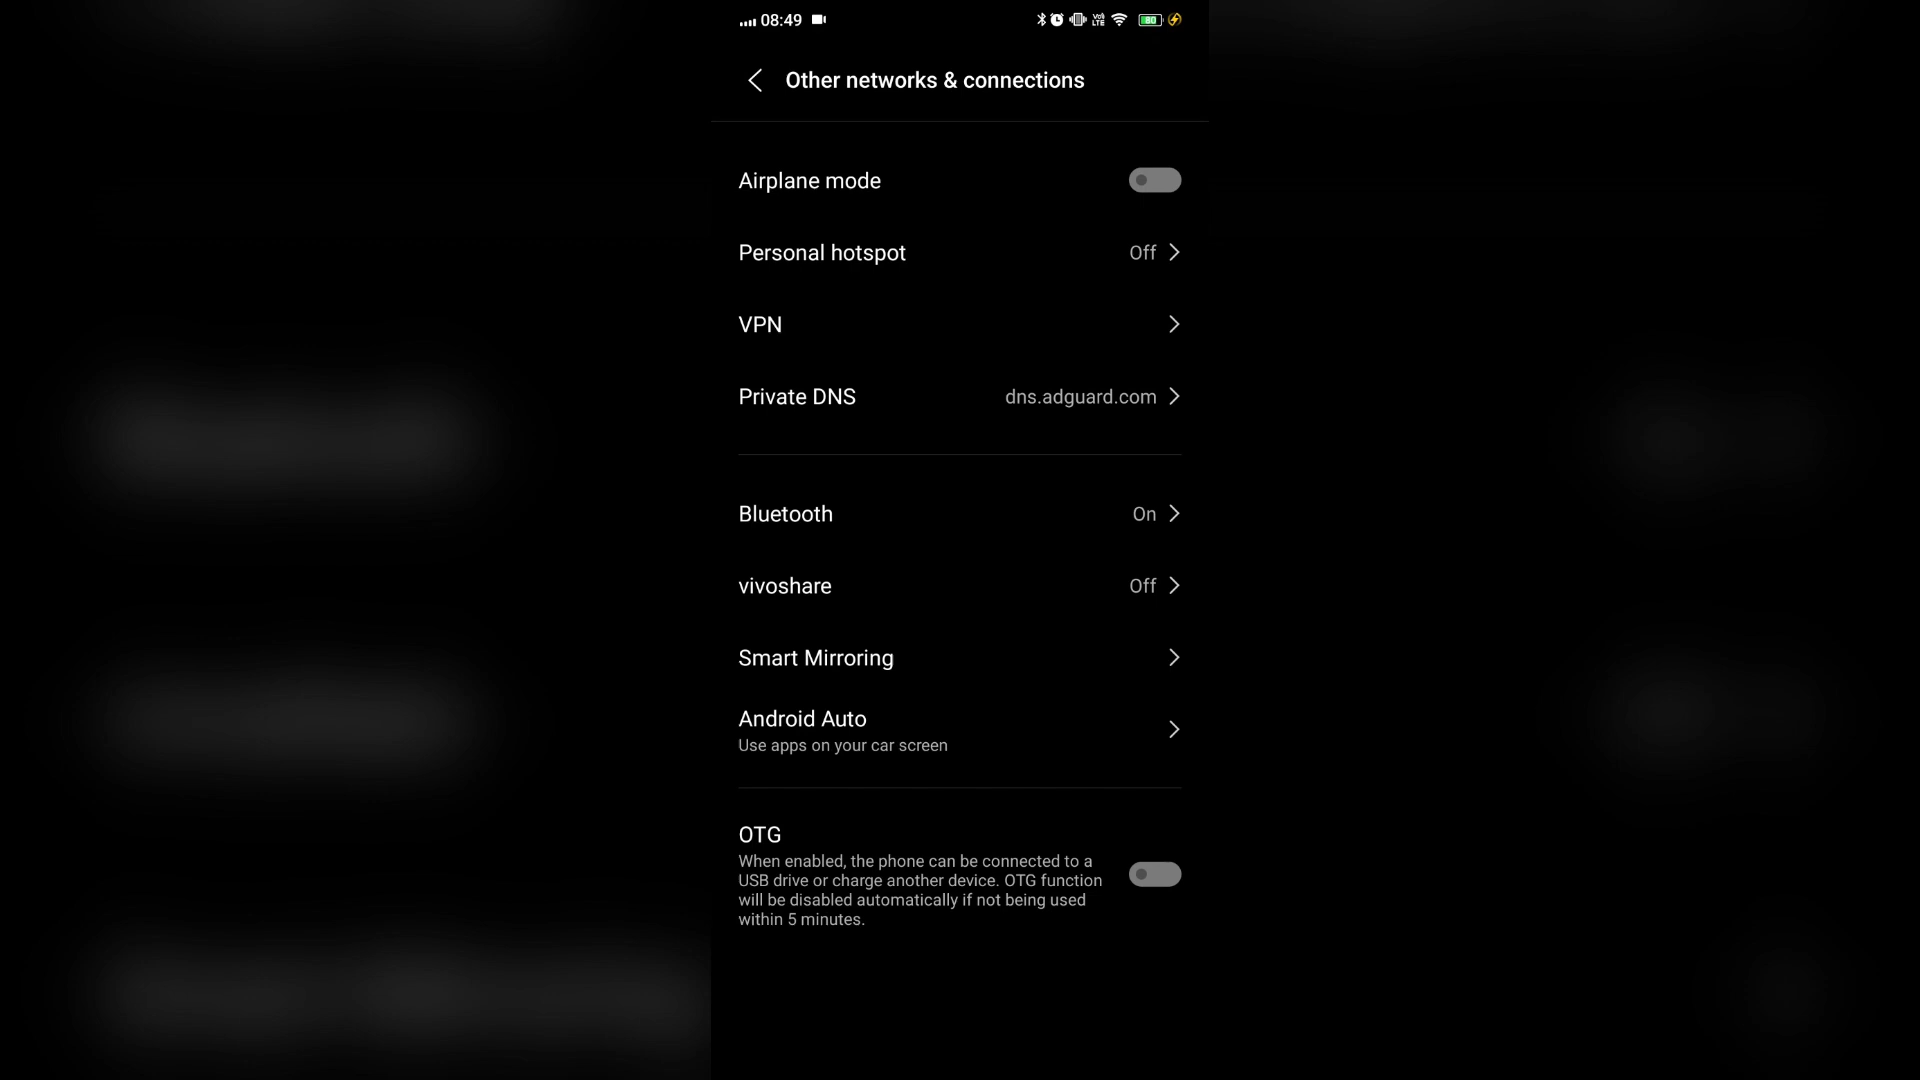 08:49 80
Other networks & connections
Airplane mode
Personal hotspot Off
VPN
Private DNS dns.adguard.com
Bluetooth On
vivoshare Off
Smart Mirroring
Android Auto
Use apps on your car screen
OTG
When enabled, the phone can be connected to a
USB drive or charge another device. OTG function
will be disabled automatically if not being used
within 5 minutes.